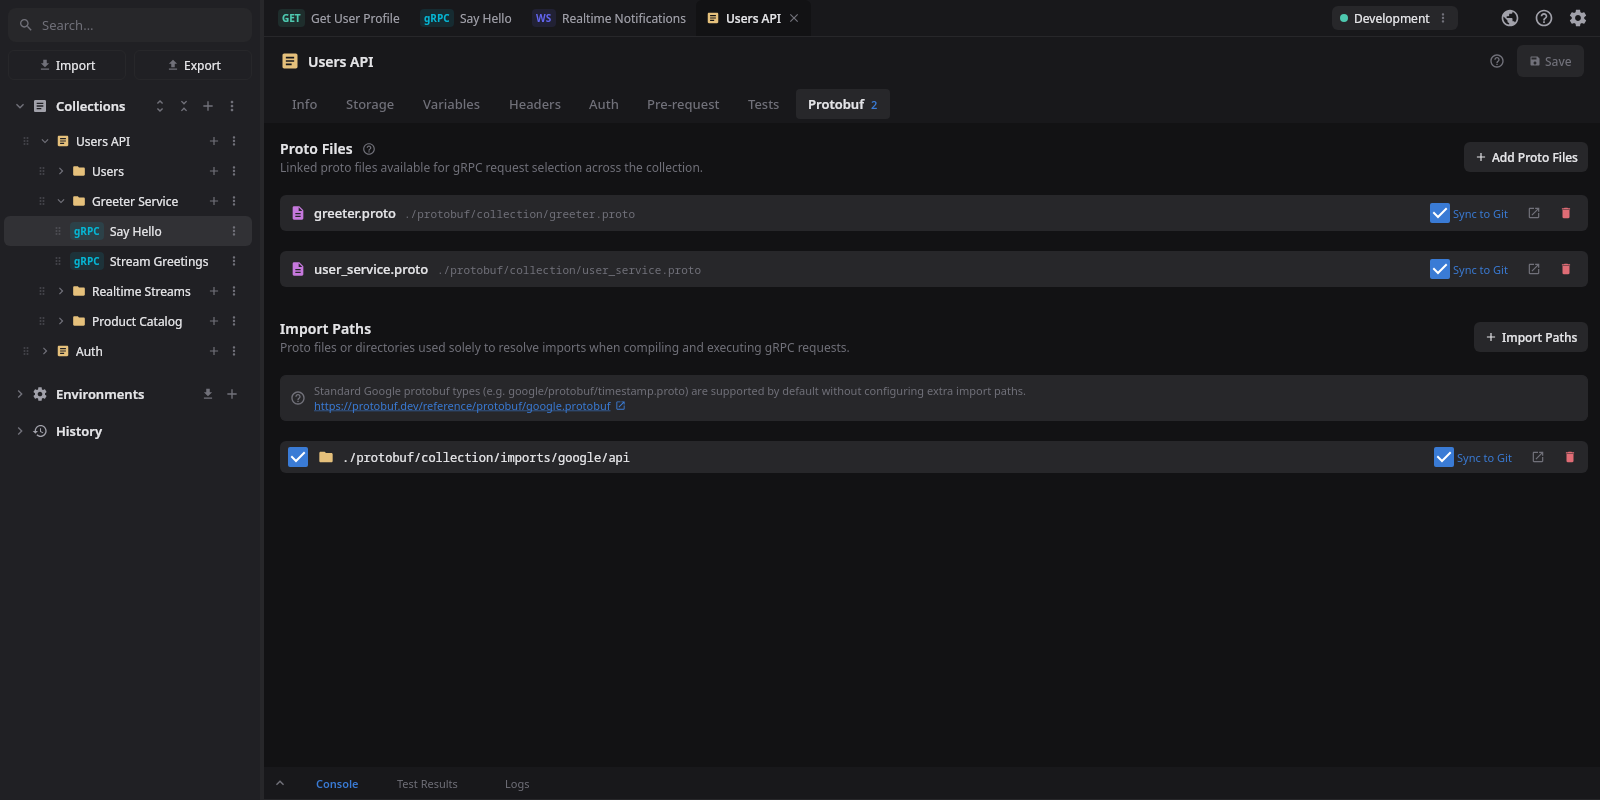 Search...
Import
Export
Collections
Users API
Users
Greeter Service
gRPC Say Hello
gRPC Stream Greetings
Realtime Streams
Product Catalog
Auth
Environments
History
GET Get User Profile
gRPC Say Hello
WS Realtime Notifications
Users API
Development
Users API
Save
Info
Storage
Variables
Headers
Auth
Pre-request
Tests
Protobuf 2
Proto Files
Linked proto files available for gRPC request selection across the collection.
Add Proto Files
greeter.proto ./protobuf/collection/greeter.proto
Sync to Git
user_service.proto ./protobuf/collection/user_service.proto
Sync to Git
Import Paths
Proto files or directories used solely to resolve imports when compiling and executing gRPC requests.
Import Paths
Standard Google protobuf types (e.g. google/protobuf/timestamp.proto) are supported by default without configuring extra import paths.
https://protobuf.dev/reference/protobuf/google.protobuf
./protobuf/collection/imports/google/api
Sync to Git
Console
Test Results
Logs